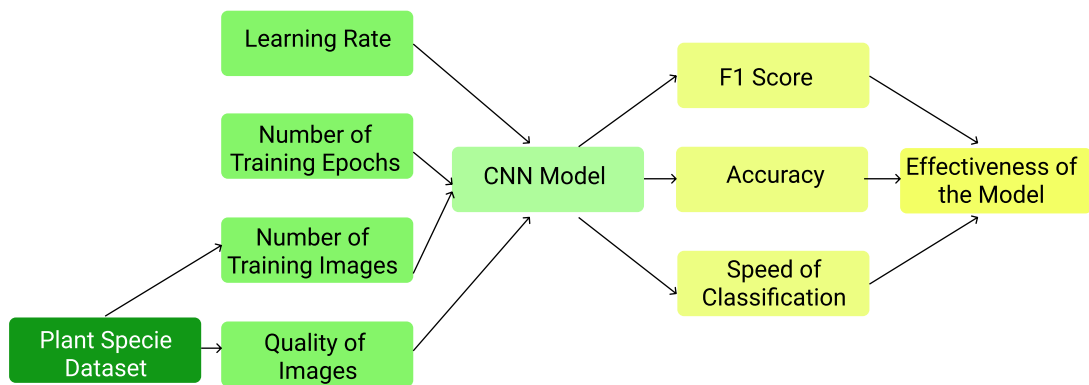 Learning Rate
Number of
Training Epochs
Number of
Training Images
Plant Specie
Dataset
Quality of
Images
CNN Model
F1 Score
Accuracy
Speed of
Classification
Effectiveness of
the Model